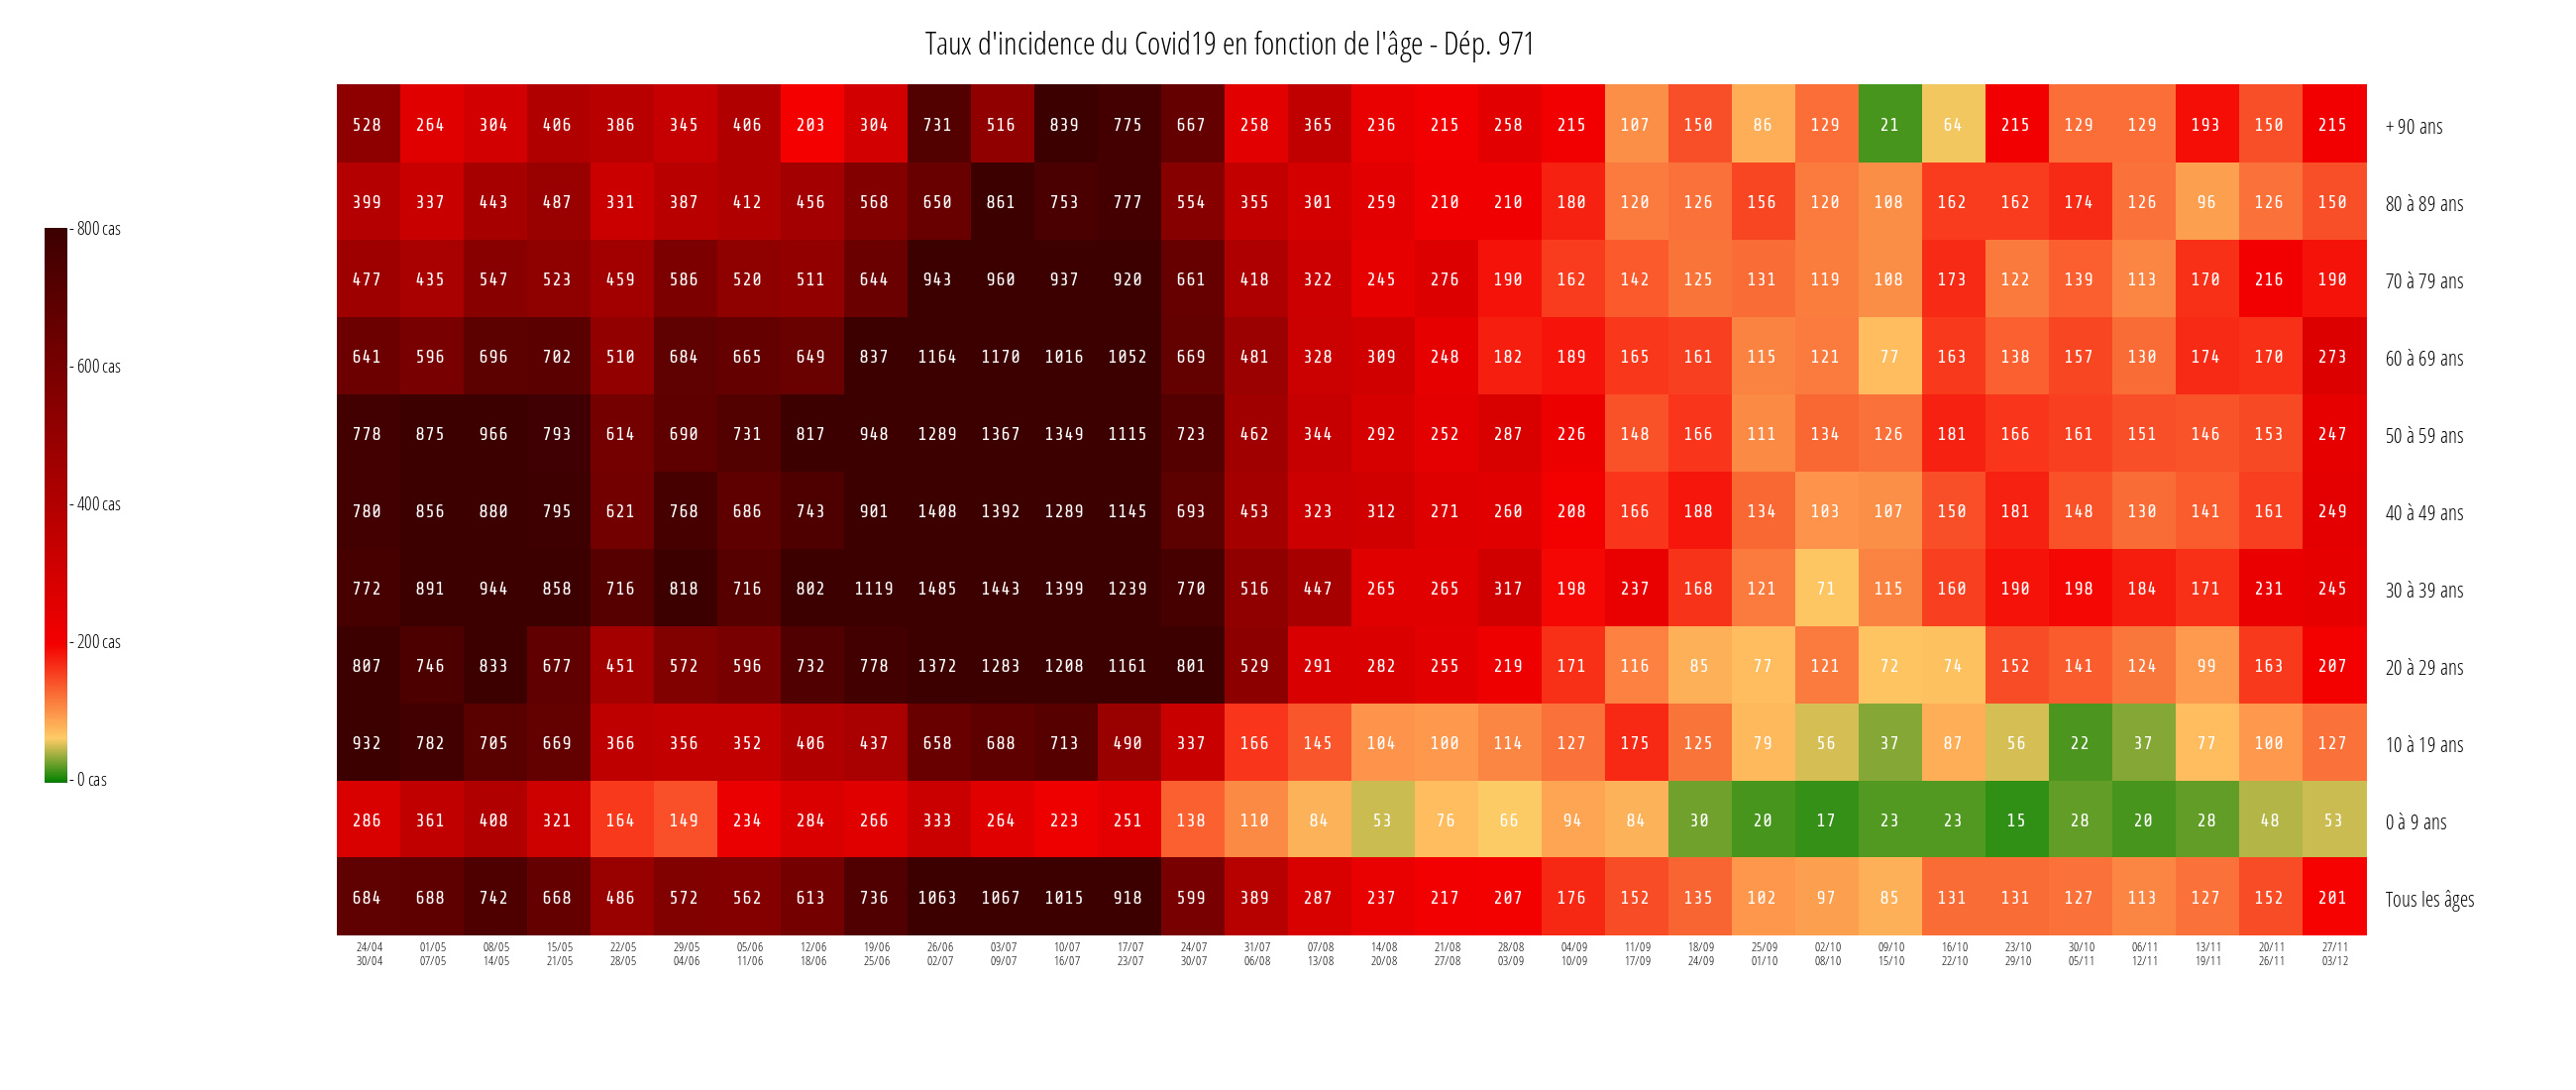 Taux d'incidence du Covid19 en fonction de l'âge - Dép. 971
- 800 cas
- 600 cas
- 400 cas
- 200 cas
- 0 cas
528 264 304 406 386 345 406 203 304 731 516 839 775 667 258 365 236 215 258 215 107 150 86 129 21 64 215 129 129 193 150 215 + 90 ans
399 337 443 487 331 387 412 456 568 650 861 753 777 554 355 301 259 210 210 180 120 126 156 120 108 162 162 174 126 96 126 150 80 à 89 ans
477 435 547 523 459 586 520 511 644 943 960 937 920 661 418 322 245 276 190 162 142 125 131 119 108 173 122 139 113 170 216 190 70 à 79 ans
641 596 696 702 510 684 665 649 837 1164 1170 1016 1052 669 481 328 309 248 182 189 165 161 115 121 77 163 138 157 130 174 170 273 60 à 69 ans
778 875 966 793 614 690 731 817 948 1289 1367 1349 1115 723 462 344 292 252 287 226 148 166 111 134 126 181 166 161 151 146 153 247 50 à 59 ans
780 856 880 795 621 768 686 743 901 1408 1392 1289 1145 693 453 323 312 271 260 208 166 188 134 103 107 150 181 148 130 141 161 249 40 à 49 ans
772 891 944 858 716 818 716 802 1119 1485 1443 1399 1239 770 516 447 265 265 317 198 237 168 121 71 115 160 190 198 184 171 231 245 30 à 39 ans
807 746 833 677 451 572 596 732 778 1372 1283 1208 1161 801 529 291 282 255 219 171 116 85 77 121 72 74 152 141 124 99 163 207 20 à 29 ans
932 782 705 669 366 356 352 406 437 658 688 713 490 337 166 145 104 100 114 127 175 125 79 56 37 87 56 22 37 77 100 127 10 à 19 ans
286 361 408 321 164 149 234 284 266 333 264 223 251 138 110 84 53 76 66 94 84 30 20 17 23 23 15 28 20 28 48 53 0 à 9 ans
684 688 742 668 486 572 562 613 736 1063 1067 1015 918 599 389 287 237 217 207 176 152 135 102 97 85 131 131 127 113 127 152 201 Tous les âges
24/04 01/05 08/05 15/05 22/05 29/05 05/06 12/06 19/06 26/06 03/07 10/07 17/07 24/07 31/07 07/08 14/08 21/08 28/08 04/09 11/09 18/09 25/09 02/10 09/10 16/10 23/10 30/10 06/11 13/11 20/11 27/11
30/04 07/05 14/05 21/05 28/05 04/06 11/06 18/06 25/06 02/07 09/07 16/07 23/07 30/07 06/08 13/08 20/08 27/08 03/09 10/09 17/09 24/09 01/10 08/10 15/10 22/10 29/10 05/11 12/11 19/11 26/11 03/12